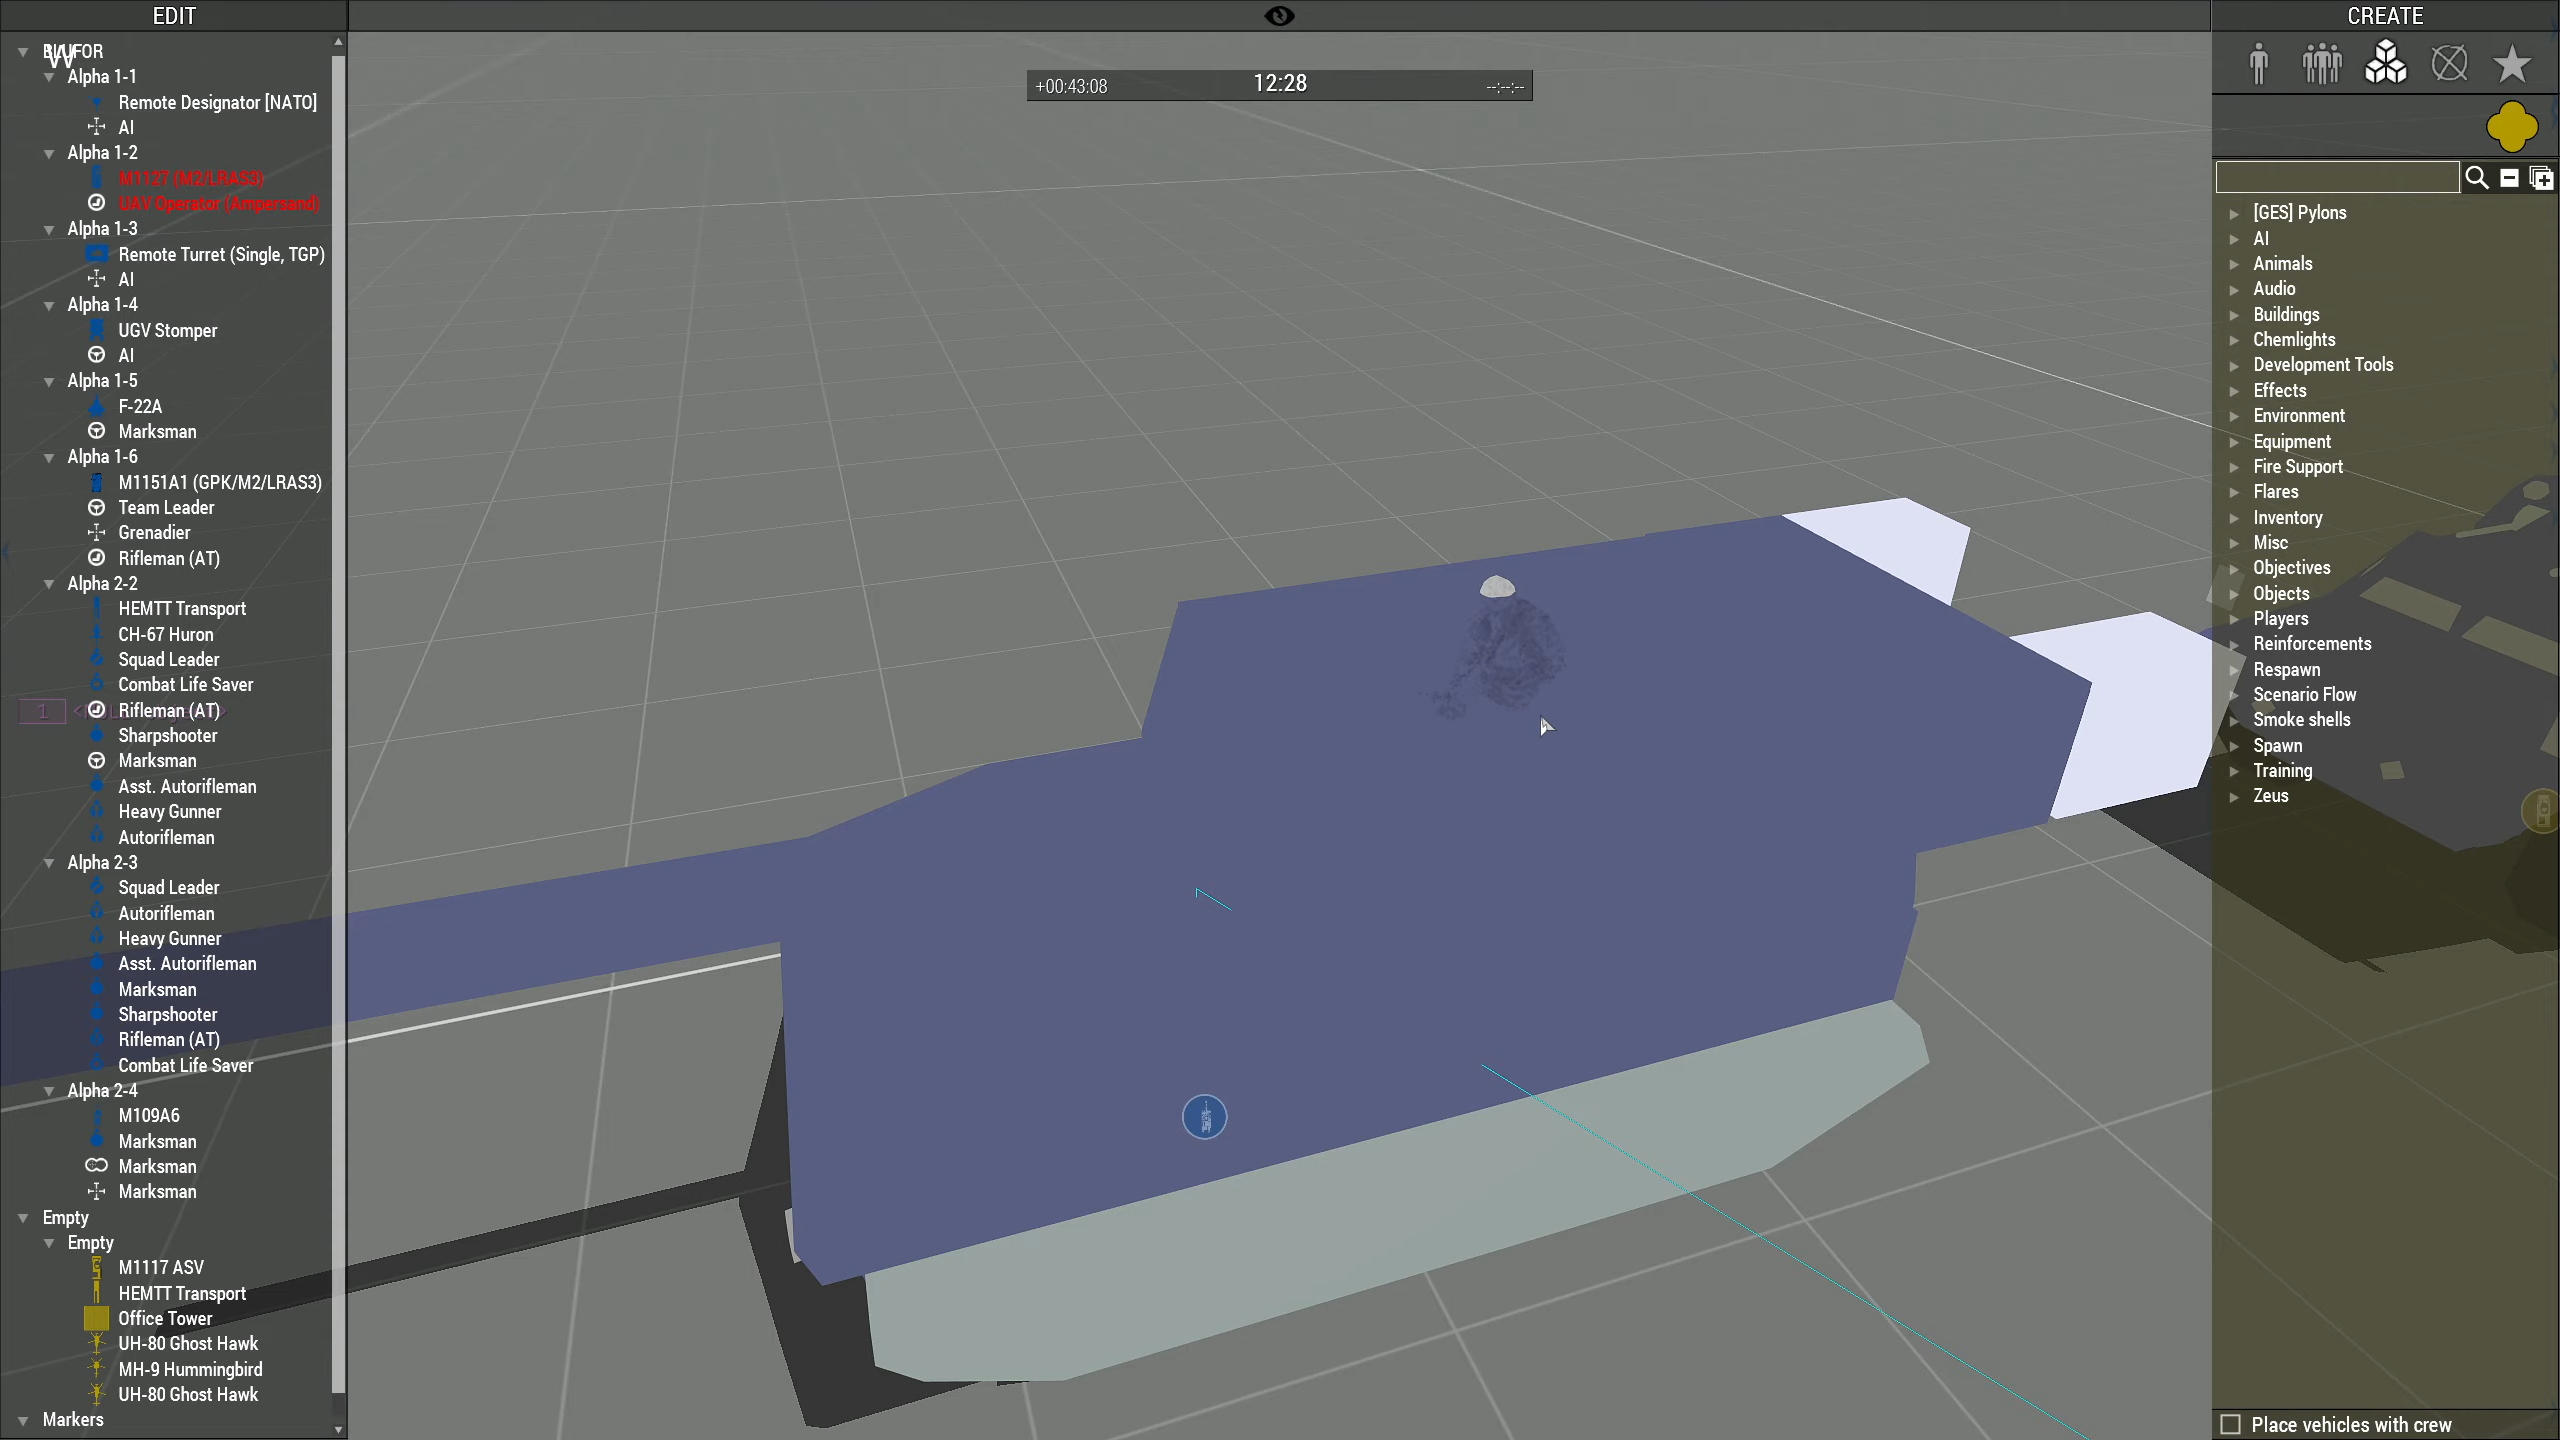 EDIT
BLUFOR
W
Alpha 1-1
Remote Designator [NATO]
AI
Alpha 1-2
M1127 (M2/LRAS3)
UAV Operator (Ampersand)
Alpha 1-3
Remote Turret (Single, TGP)
AI
Alpha 1-4
UGV Stomper
AI
Alpha 1-5
F-22A
Marksman
Alpha 1-6
M1151A1 (GPK/M2/LRAS3)
Team Leader
Grenadier
Rifleman (AT)
Alpha 2-2
HEMTT Transport
CH-67 Huron
Squad Leader
Combat Life Saver
1
Rifleman (AT)
Sharpshooter
Marksman
Asst. Autorifleman
Heavy Gunner
Autorifleman
Alpha 2-3
Squad Leader
Autorifleman
Heavy Gunner
Asst. Autorifleman
Marksman
Sharpshooter
Rifleman (AT)
Combat Life Saver
Alpha 2-4
M109A6
Marksman
Marksman
Marksman
Empty
Empty
M1117 ASV
HEMTT Transport
Office Tower
UH-80 Ghost Hawk
MH-9 Hummingbird
UH-80 Ghost Hawk
Markers
+00:43:08 12:28 --:--:--
CREATE
[GES] Pylons
AI
Animals
Audio
Buildings
Chemlights
Development Tools
Effects
Environment
Equipment
Fire Support
Flares
Inventory
Misc
Objectives
Objects
Players
Reinforcements
Respawn
Scenario Flow
Smoke shells
Spawn
Training
Zeus
Place vehicles with crew